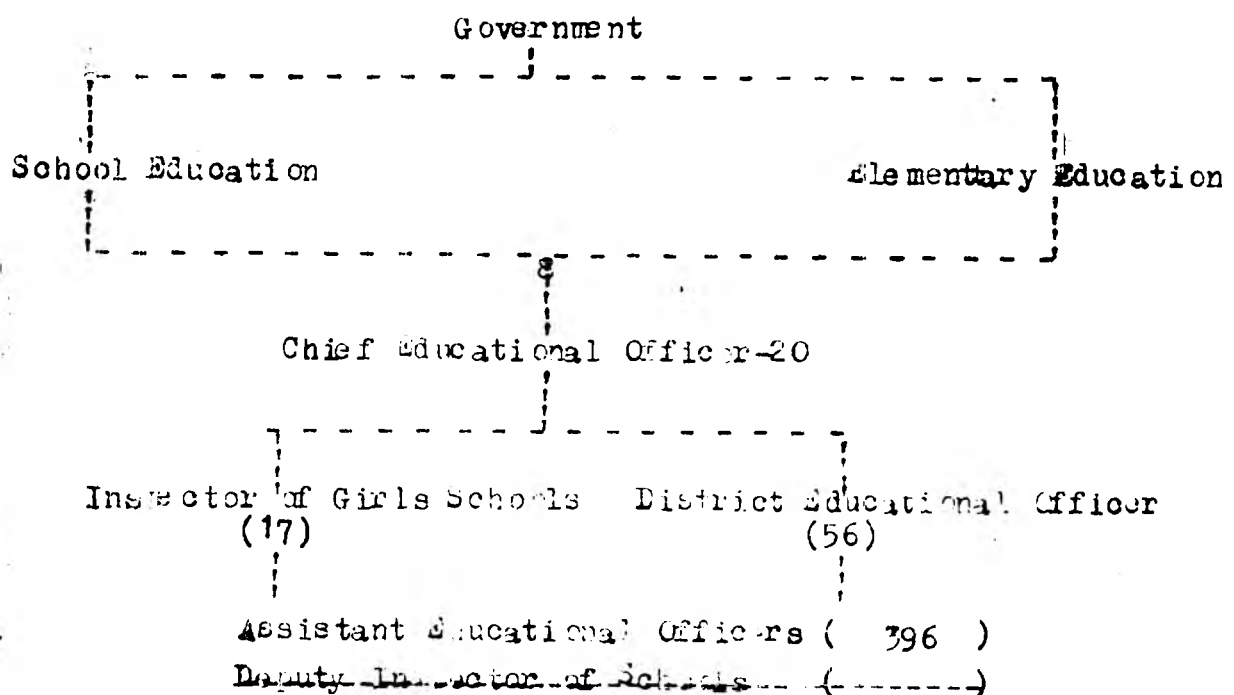 Government
School Education Elementary Education
Chief Educational Officer-20
Inspector of Girls Schools District Educational Officer
(17) (56)
Assistant Educational Officers ( 396 )
Deputy Inspector of Schools (-------)